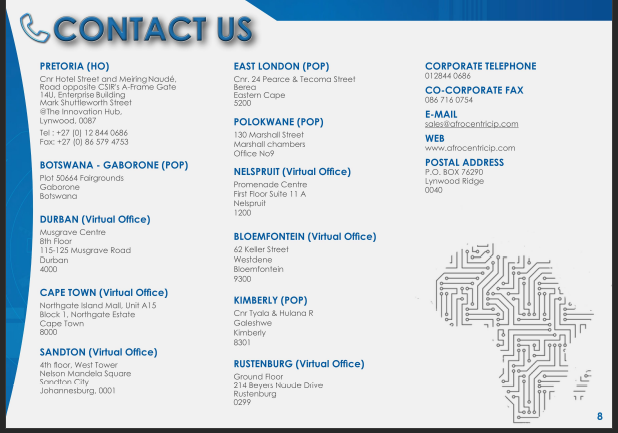 CONTACT US
PRETORIA (HO)
Cnr Hotel Street and Meiring Naudé,
Road opposite CSIR's A-Frame Gate
14U, Enterprise Building
Mark Shuttleworth Street
@The Innovation Hub,
Lynwood, 0087
Tel : +27 (0) 12 844 0686
Fax: +27 (0) 86 579 4753
BOTSWANA - GABORONE (POP)
Plot 50664 Fairgrounds
Gaborone
Botswana
DURBAN (Virtual Office)
Musgrave Centre
8th Floor
115-125 Musgrave Road
Durban
4000
CAPE TOWN (Virtual Office)
Northgate Island Mall, Unit A15
Block 1, Northgate Estate
Cape Town
8000
SANDTON (Virtual Office)
4th floor, West Tower
Nelson Mandela Square
Sandton City
Johannesburg, 0001
EAST LONDON (POP)
Cnr. 24 Pearce & Tecoma Street
Berea
Eastern Cape
5200
POLOKWANE (POP)
130 Marshall Street
Marshall chambers
Office No9
NELSPRUIT (Virtual Office)
Promenade Centre
First Floor Suite 11 A
Nelspruit
1200
BLOEMFONTEIN (Virtual Office)
62 Keller Street
Westdene
Bloemfontein
9300
KIMBERLY (POP)
Cnr Tyala & Hulana R
Galeshwe
Kimberly
8301
RUSTENBURG (Virtual Office)
Ground Floor
214 Beyers Naude Drive
Rustenburg
0299
CORPORATE TELEPHONE
012844 0686
CO-CORPORATE FAX
086 716 0754
E-MAIL
sales@afrocentricip.com
WEB
www.afrocentricip.com
POSTAL ADDRESS
P.O. BOX 76290
Lynwood Ridge
0040
8